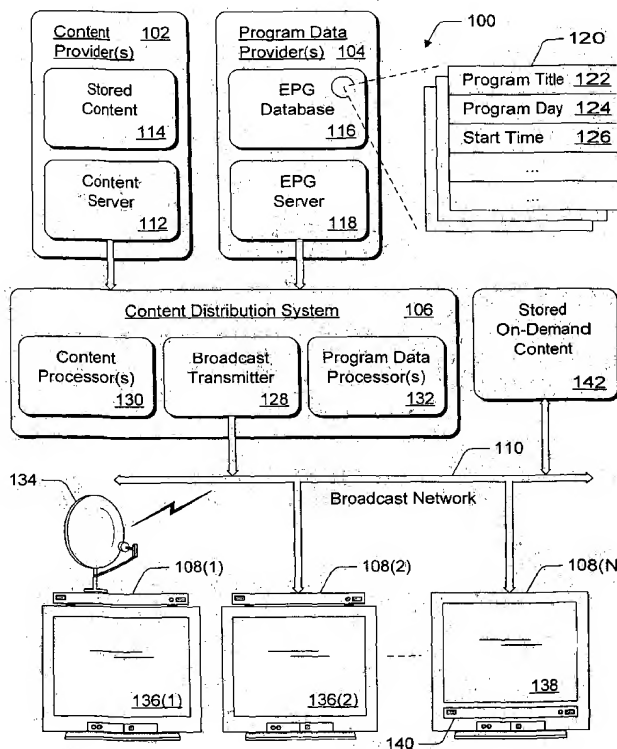 Content 102
Provider(s)
Stored
Content
114
Content
Server
112
Program Data
Provider(s) 104
EPG
Database
116
EPG
Server
118
100
120
Program Title 122
Program Day 124
Start Time 126
...
...
Content Distribution System 106
Content
Processor(s)
130
Broadcast
Transmitter
128
Program Data
Processor(s)
132
Stored
On-Demand
Content
142
110
Broadcast Network
134
108(1)
108(2)
108(N)
136(1)
136(2)
138
140